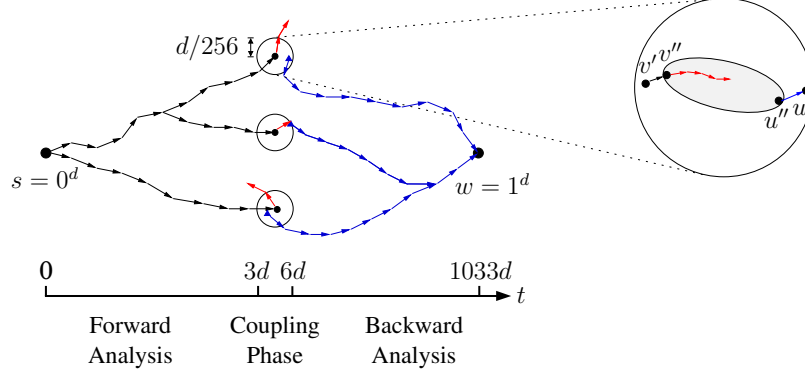 d/256
v′ v″
u″ u
s = 0^d
w = 1^d
0 3d 6d 1033d
t
Forward Analysis
Coupling Phase
Backward Analysis